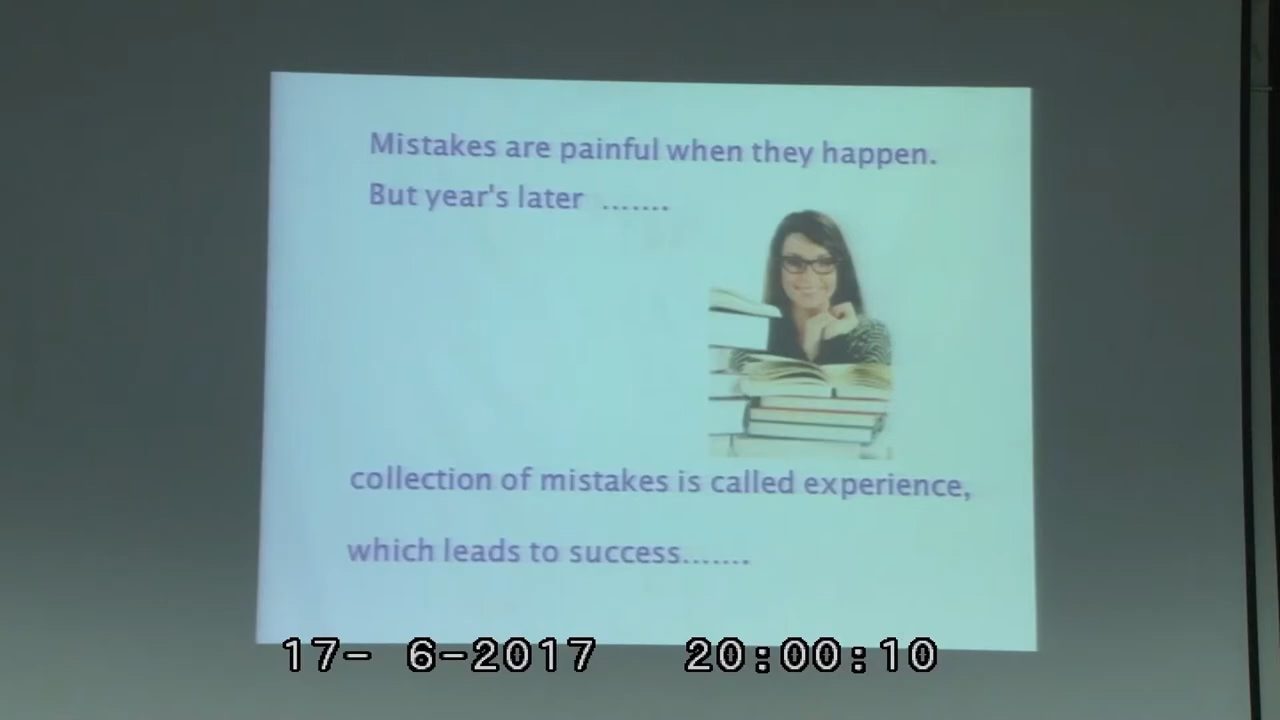 Mistakes are painful when they happen.
But year's later .......
collection of mistakes is called experience,
which leads to success.......
17- 6-2017 20:00:10